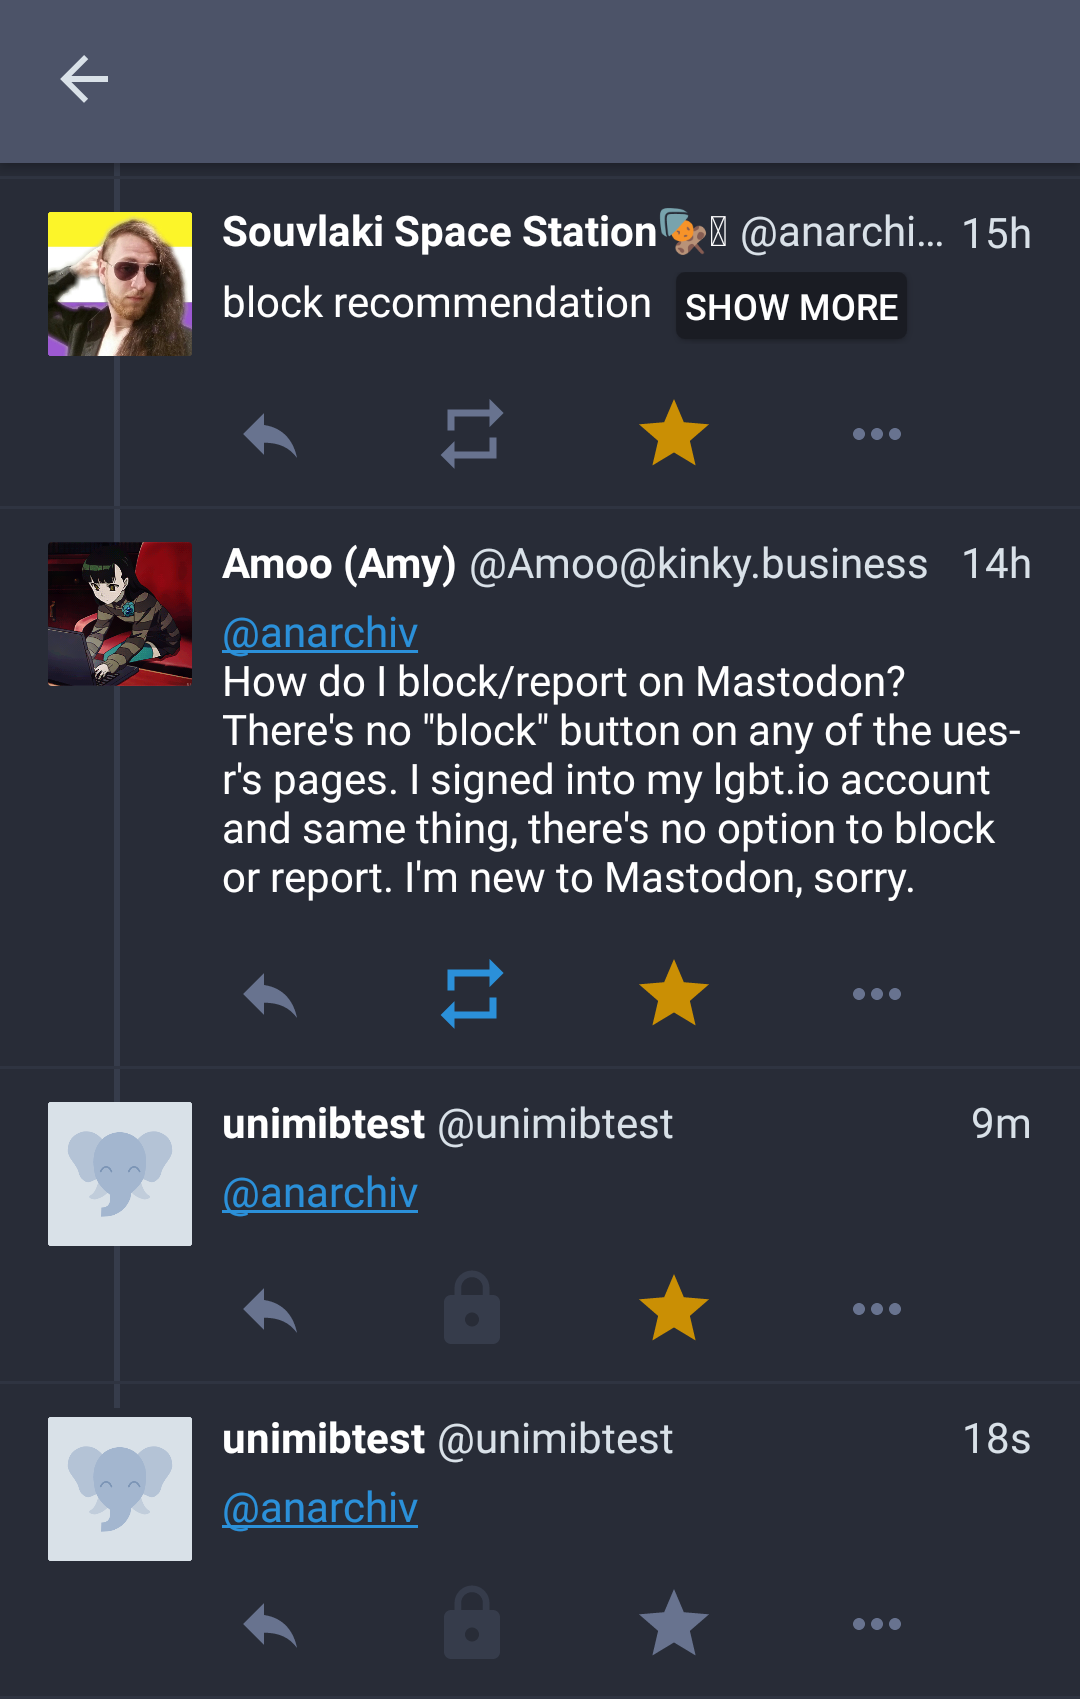 Souvlaki Space Station @anarchi... 15h
block recommendation SHOW MORE
Amoo (Amy) @Amoo@kinky.business 14h
@anarchiv
How do I block/report on Mastodon?
There's no "block" button on any of the ues-
r's pages. I signed into my lgbt.io account
and same thing, there's no option to block
or report. I'm new to Mastodon, sorry.
unimibtest @unimibtest 9m
@anarchiv
unimibtest @unimibtest 18s
@anarchiv